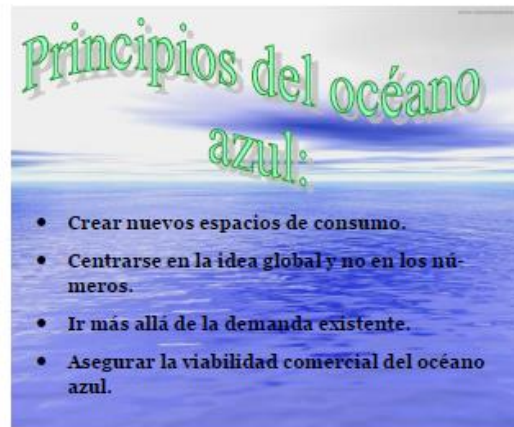 Principios del océano
azul:
• Crear nuevos espacios de consumo.
• Centrarse en la idea global y no en los nú-
meros.
• Ir más allá de la demanda existente.
• Asegurar la viabilidad comercial del océano
azul.